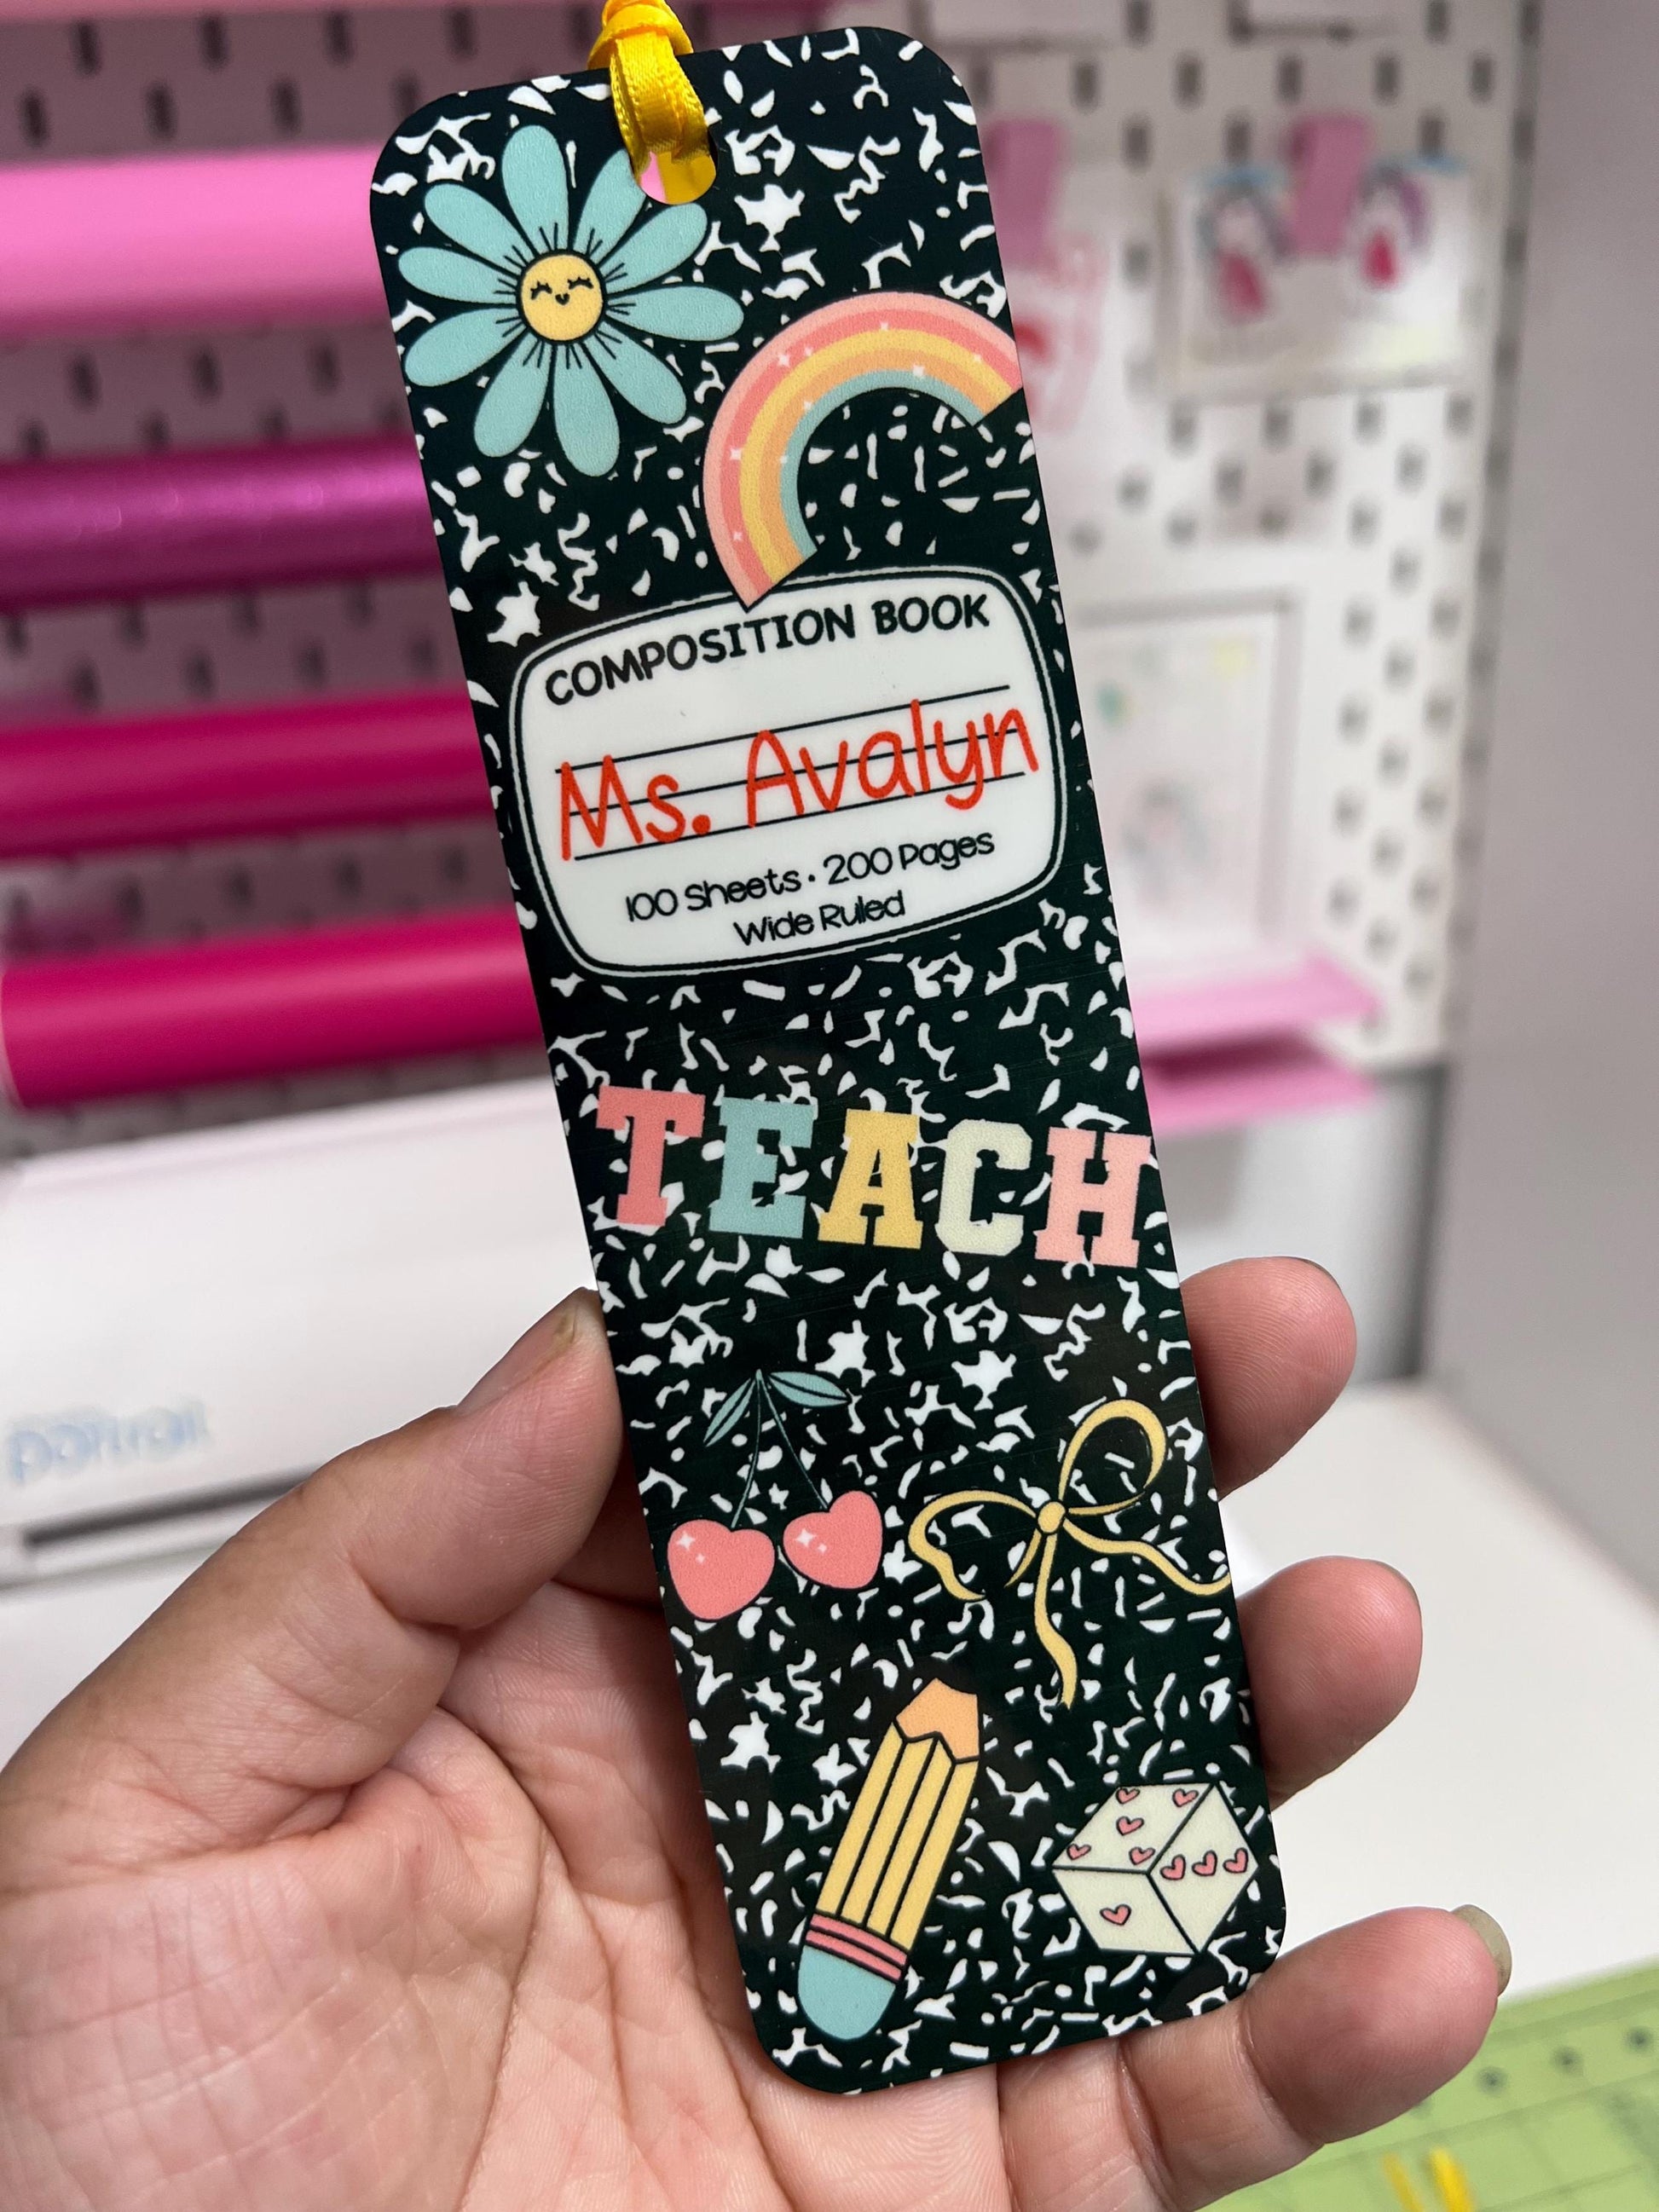 COMPOSITION BOOK
Ms. Avalyn
100 Sheets • 200 Pages
Wide Ruled
TEACH